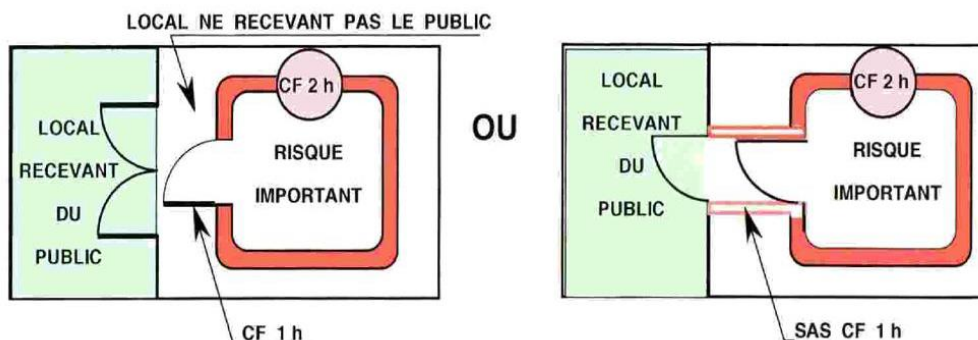 LOCAL NE RECEVANT PAS LE PUBLIC
LOCAL
RECEVANT
DU
PUBLIC
CF 2 h
RISQUE
IMPORTANT
CF 1 h
OU
LOCAL
RECEVANT
DU
PUBLIC
CF 2 h
RISQUE
IMPORTANT
SAS CF 1 h